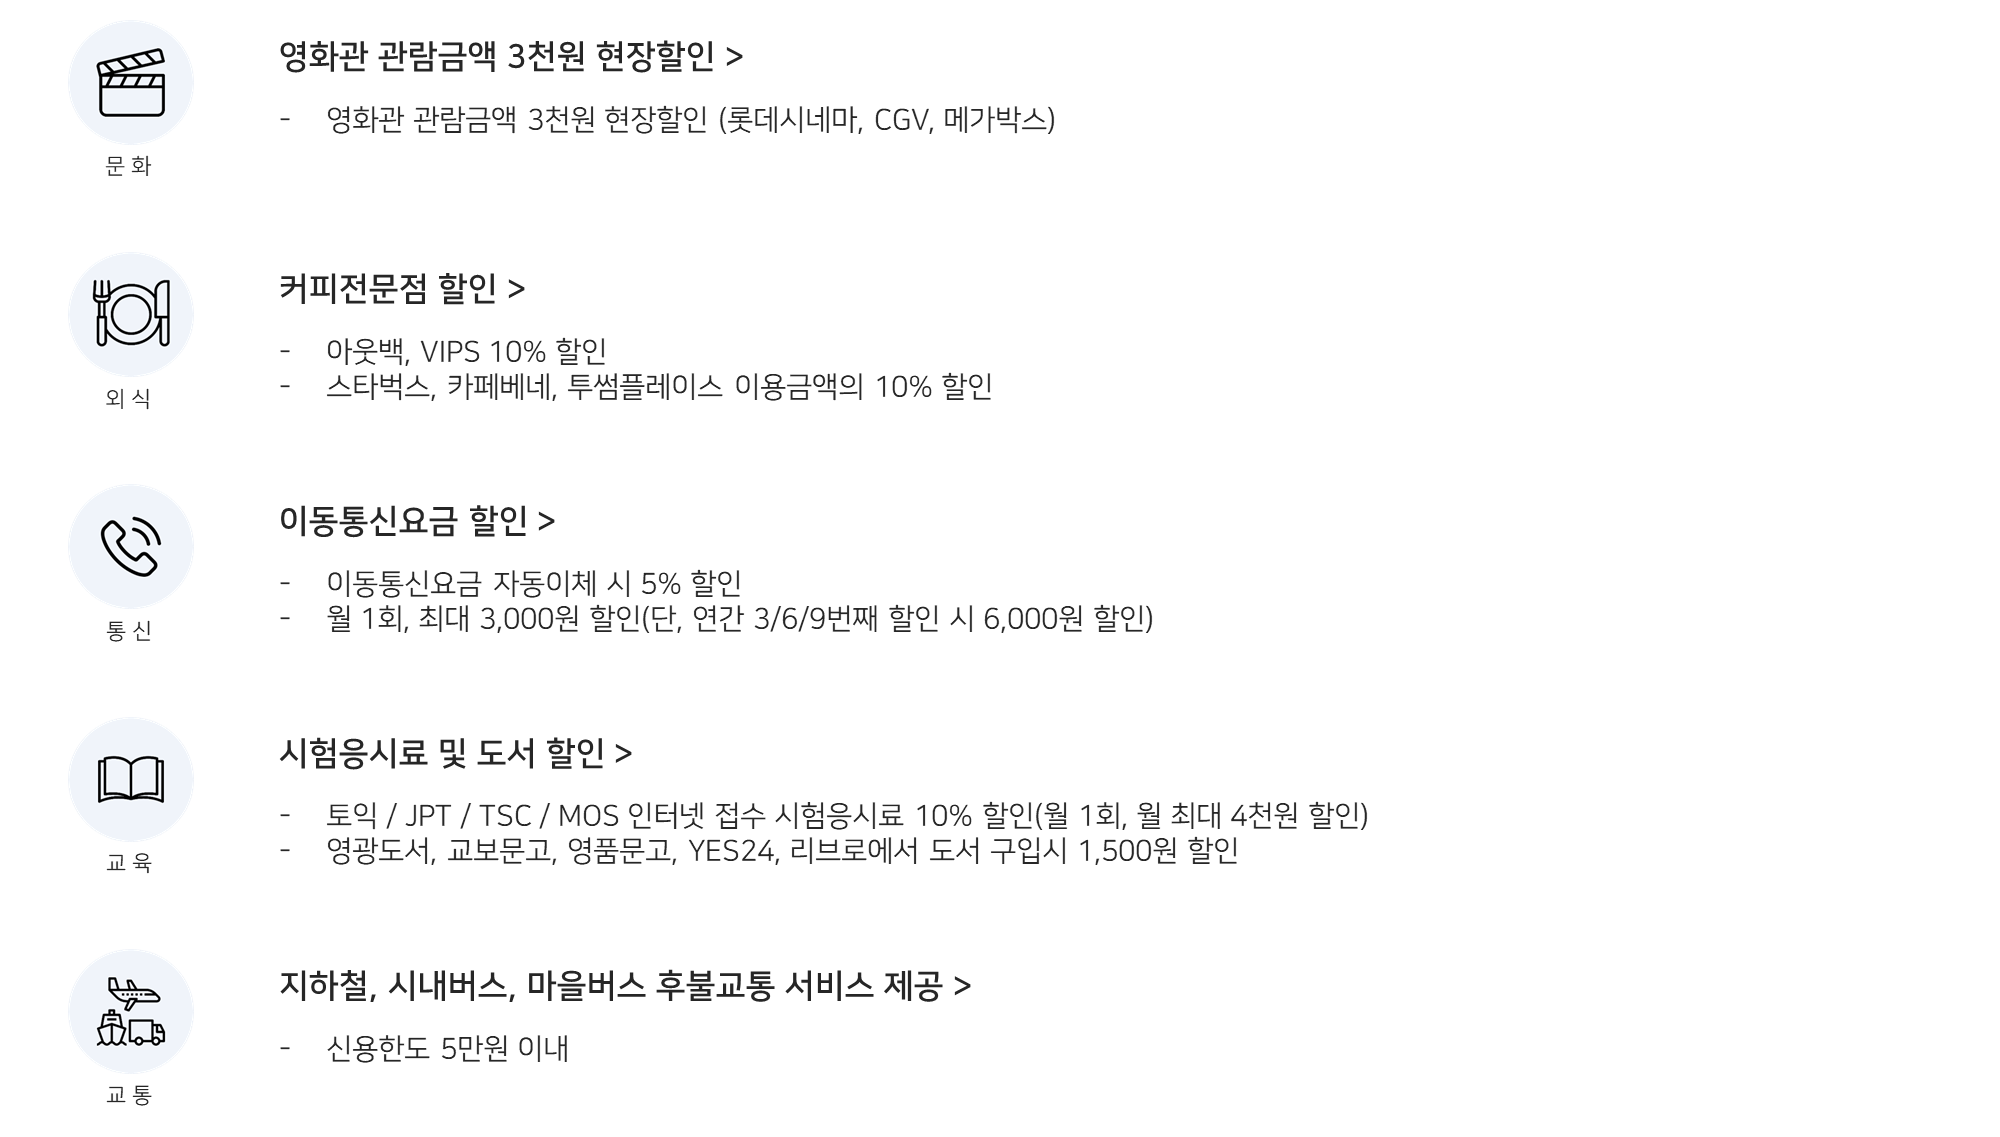 영화관 관람금액 3천원 현장할인 >
- 영화관 관람금액 3천원 현장할인 (롯데시네마, CGV, 메가박스)
문 화
커피전문점 할인 >
- 아웃백, VIPS 10% 할인
- 스타벅스, 카페베네, 투썸플레이스 이용금액의 10% 할인
외 식
이동통신요금 할인 >
- 이동통신요금 자동이체 시 5% 할인
- 월 1회, 최대 3,000원 할인(단, 연간 3/6/9번째 할인 시 6,000원 할인)
통 신
시험응시료 및 도서 할인 >
- 토익 / JPT / TSC / MOS 인터넷 접수 시험응시료 10% 할인(월 1회, 월 최대 4천원 할인)
- 영광도서, 교보문고, 영품문고, YES24, 리브로에서 도서 구입시 1,500원 할인
교 육
지하철, 시내버스, 마을버스 후불교통 서비스 제공 >
- 신용한도 5만원 이내
교 통